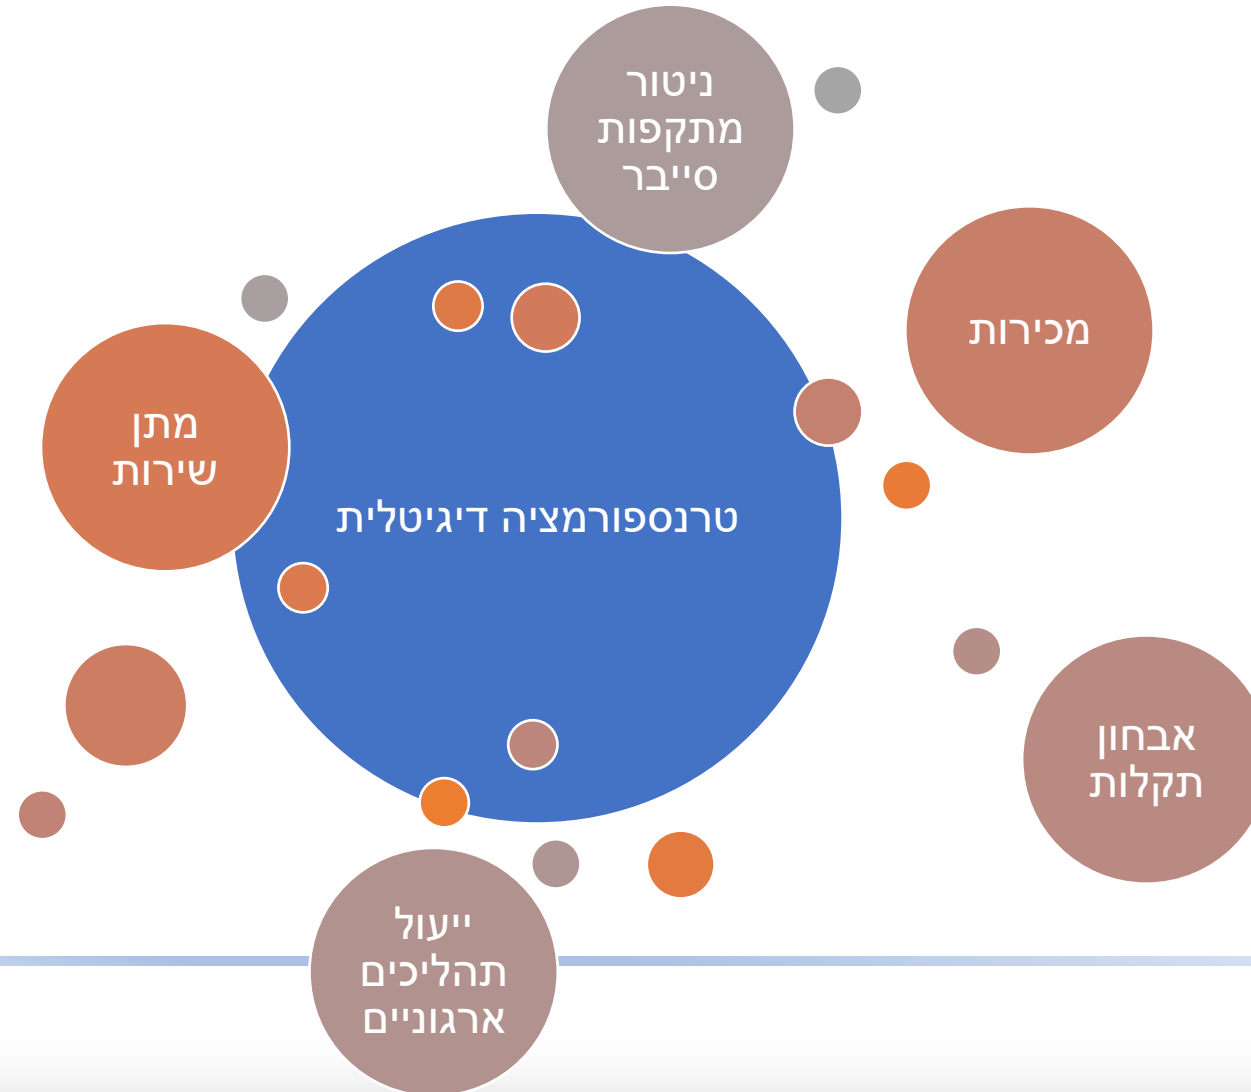 ניטור
מתקפות
סייבר
מכירות
מתן
שירות
טרנספורמציה דיגיטלית
אבחון
תקלות
ייעול
תהליכים
ארגוניים